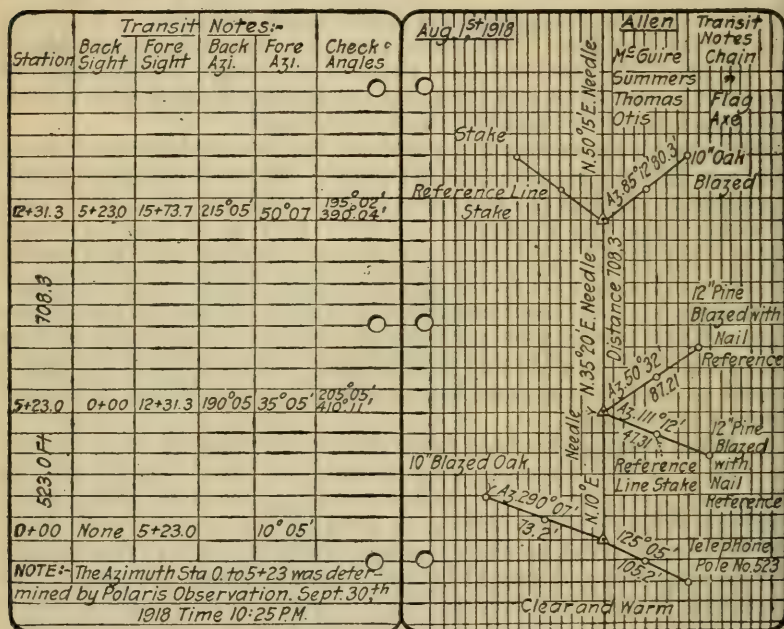 Transit Notes:-
Station Back Sight Fore Sight Back Azi. Fore Azi. Check Angles
12+31.3 5+23.0 15+73.7 215°05' 50°07 195°02' 390°04'
708.3
5+23.0 0+00 12+31.3 190°05 35°05' 205°05' 410°11'
523.0 Ft
0+00 None 5+23.0 10°05'
NOTE:- The Azimuth Sta 0. to 5+23 was deter-
mined by Polaris Observation. Sept. 30,th
1918 Time 10:25 P.M.
Aug. 1st 1918
Allen Transit Notes
McGuire Chain
Summers "
Thomas Flag
Otis Axe
N.50°15'E. Needle
Stake
Az.85°12' 80.3'
10" Oak
Blazed
Reference Line
Stake
N.35°20'E. Needle
Distance 708.3
12" Pine
Blazed with
Nail
Reference
Az.50°32'
87.21'
Az.111°12'
41.31
12" Pine
Blazed
with
Nail
Reference
Reference
Line Stake
N.10°E Needle
10" Blazed Oak
Az.290°07'
73.2'
125°05'
105.2'
Telephone
Pole No.523
Clear and Warm